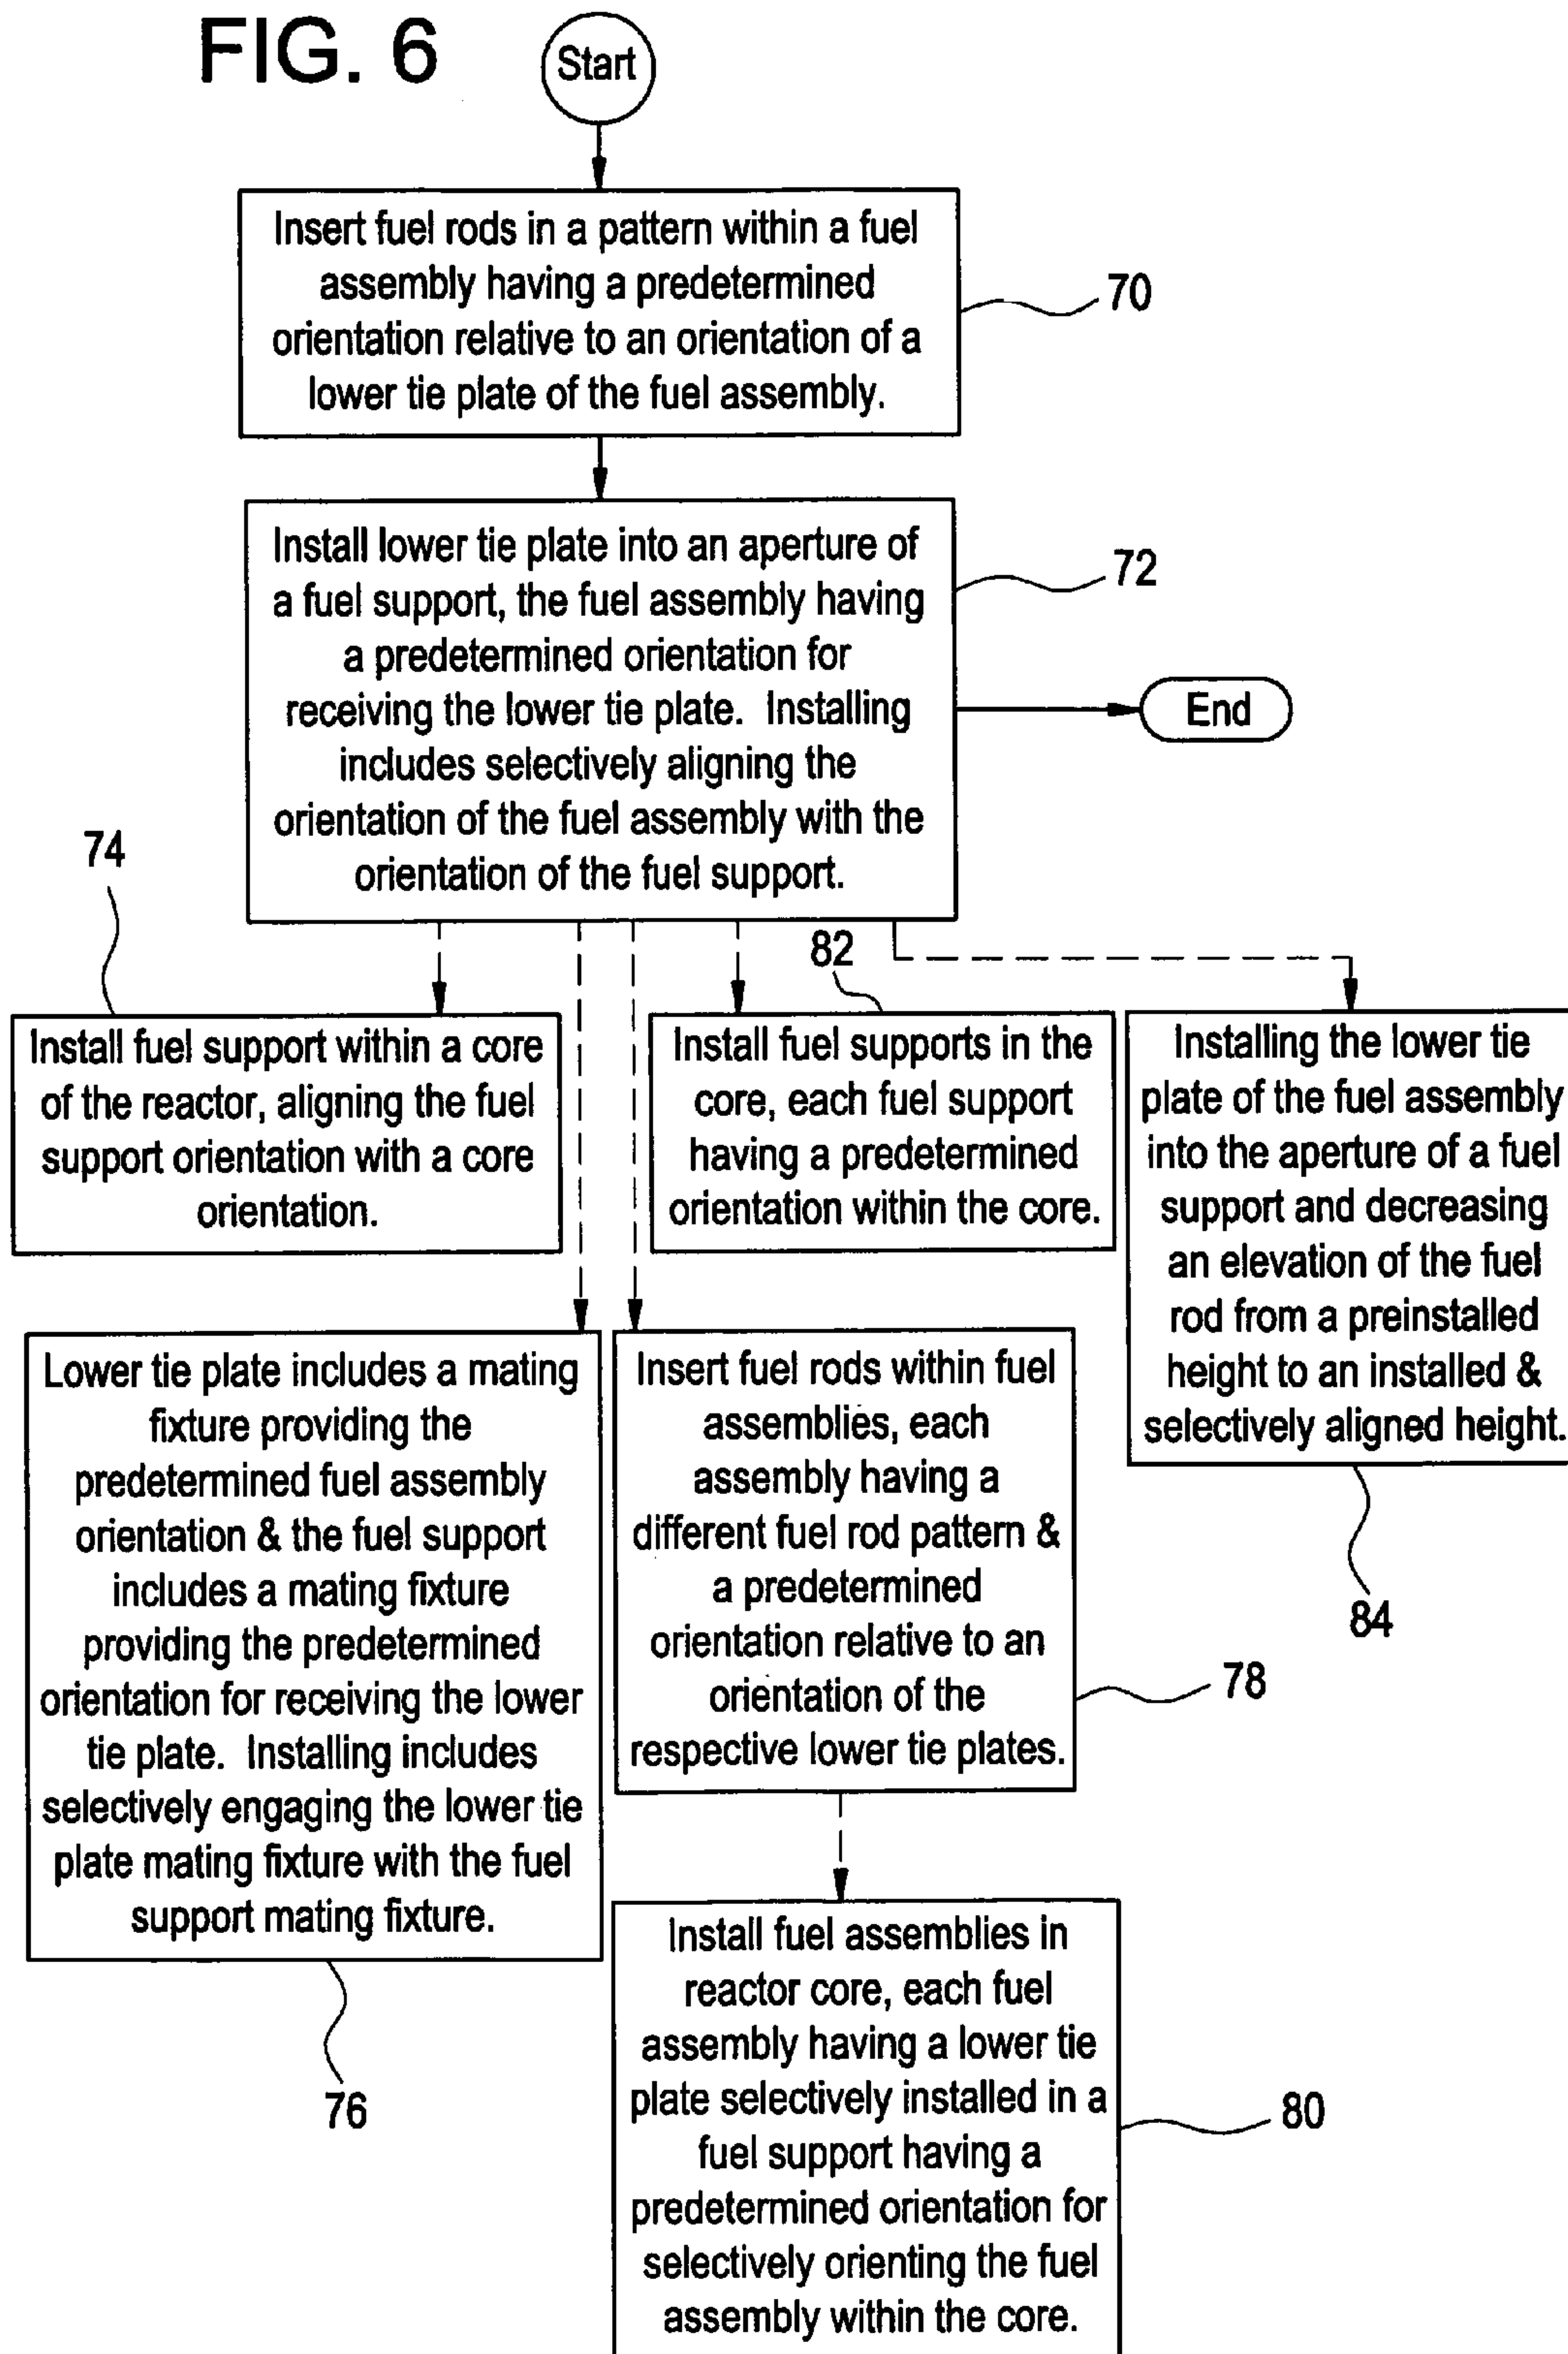 FIG. 6
Start
Insert fuel rods in a pattern within a fuel
assembly having a predetermined
orientation relative to an orientation of a
lower tie plate of the fuel assembly.
70
Install lower tie plate into an aperture of
a fuel support, the fuel assembly having
a predetermined orientation for
receiving the lower tie plate. Installing
includes selectively aligning the
orientation of the fuel assembly with the
orientation of the fuel support.
72
End
74
Install fuel support within a core
of the reactor, aligning the fuel
support orientation with a core
orientation.
82
Install fuel supports in the
core, each fuel support
having a predetermined
orientation within the core.
Installing the lower tie
plate of the fuel assembly
into the aperture of a fuel
support and decreasing
an elevation of the fuel
rod from a preinstalled
height to an installed &
selectively aligned height.
84
Lower tie plate includes a mating
fixture providing the
predetermined fuel assembly
orientation & the fuel support
includes a mating fixture
providing the predetermined
orientation for receiving the lower
tie plate. Installing includes
selectively engaging the lower tie
plate mating fixture with the fuel
support mating fixture.
76
Insert fuel rods within fuel
assemblies, each
assembly having a
different fuel rod pattern &
a predetermined
orientation relative to an
orientation of the
respective lower tie plates.
78
Install fuel assemblies in
reactor core, each fuel
assembly having a lower tie
plate selectively installed in a
fuel support having a
predetermined orientation for
selectively orienting the fuel
assembly within the core.
80